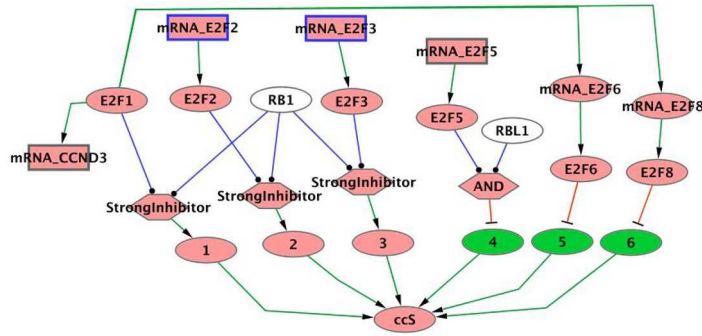 mRNA_E2F2
mRNA_E2F3
mRNA_E2F5
mRNA_E2F6
mRNA_E2F8
E2F1
E2F2
RB1
E2F3
E2F5
RBL1
mRNA_CCND3
E2F6
E2F8
StrongInhibitor
StrongInhibitor
StrongInhibitor
AND
1
2
3
4
5
6
ccS